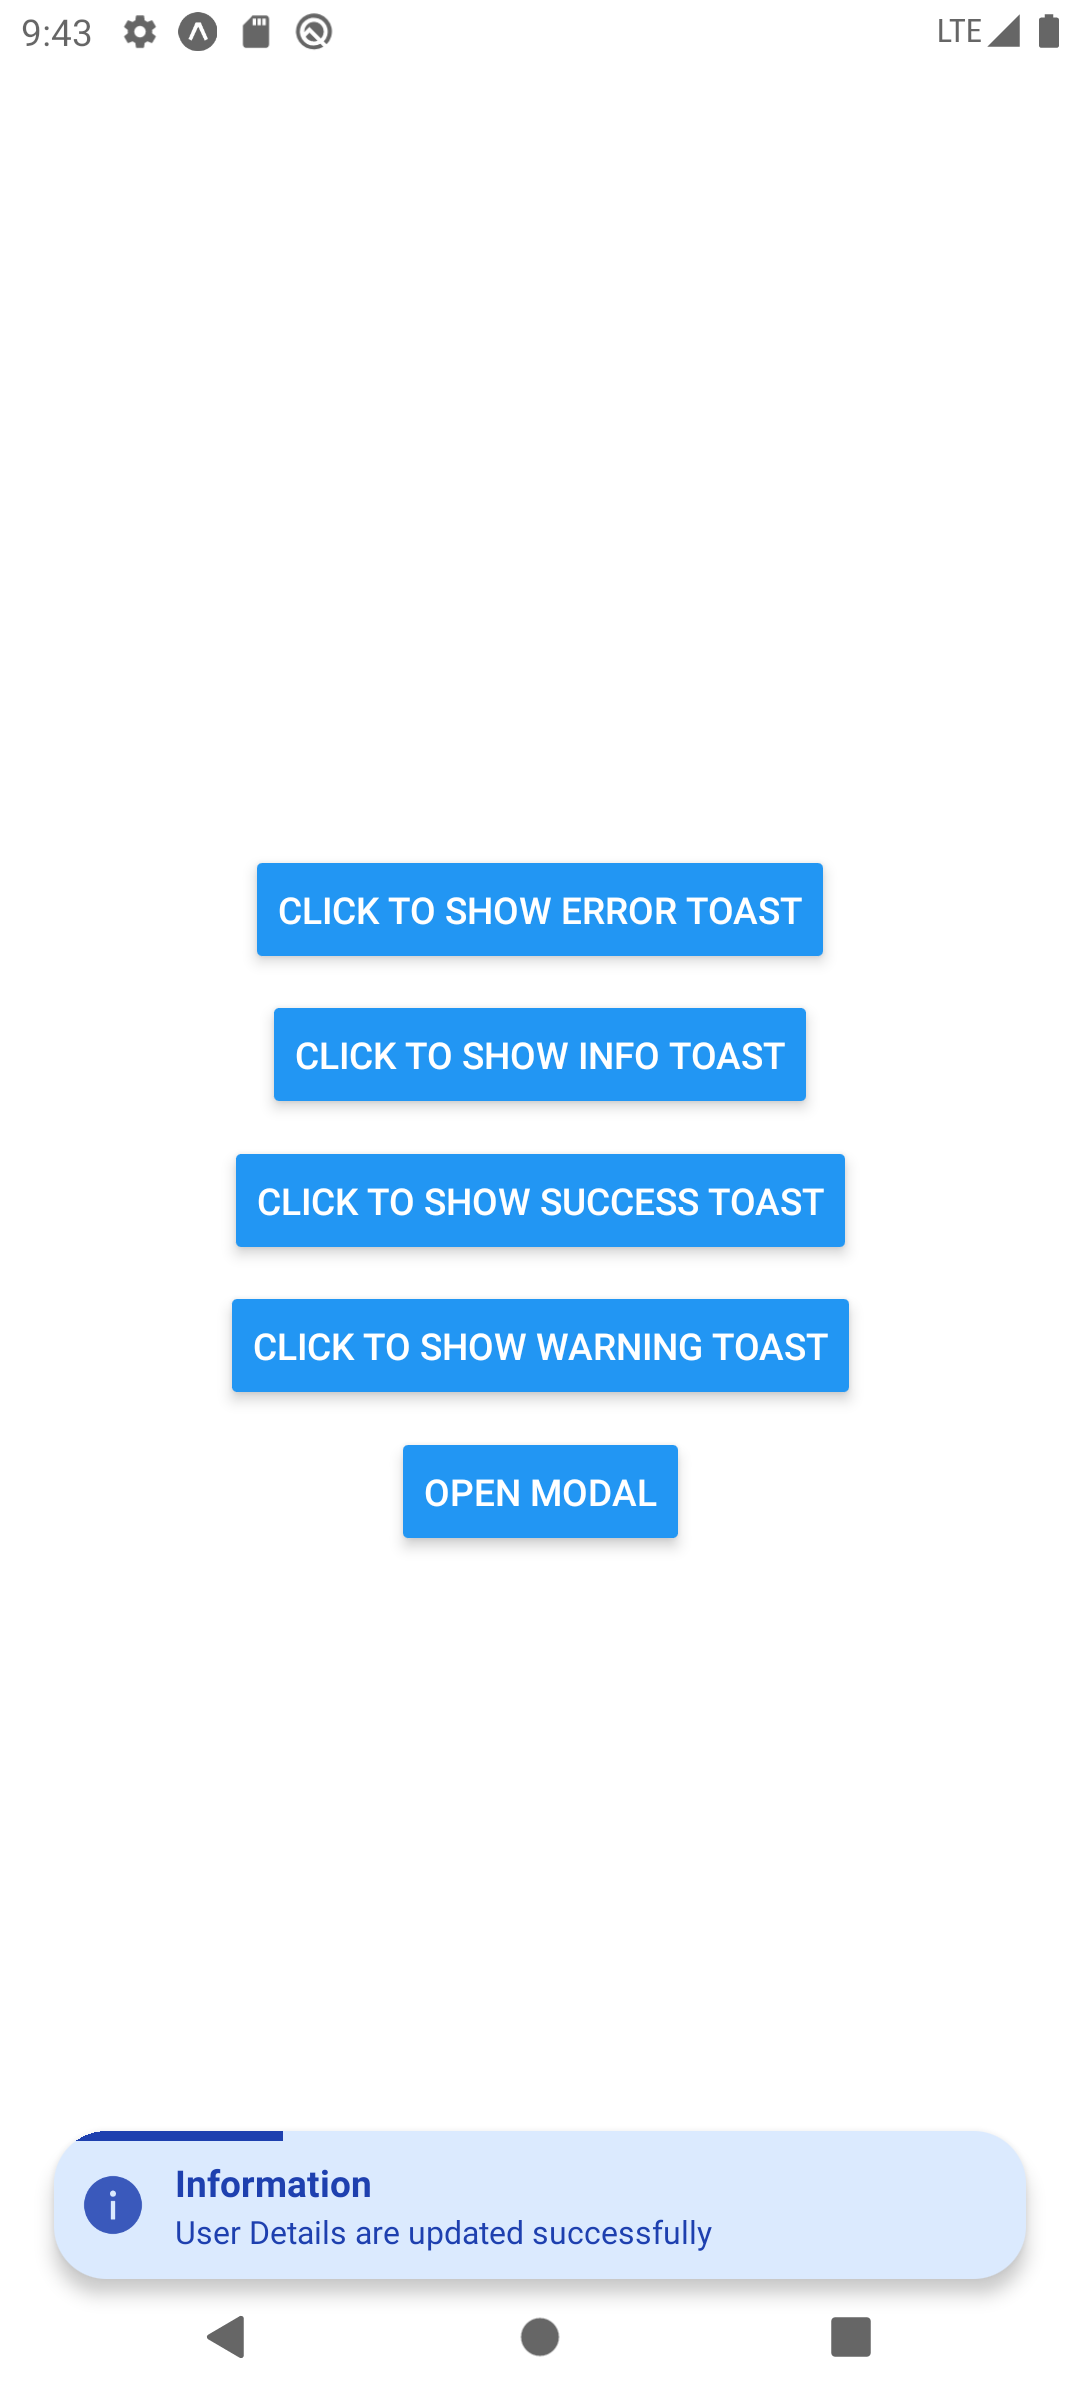 9:43
LTE
CLICK TO SHOW ERROR TOAST
CLICK TO SHOW INFO TOAST
CLICK TO SHOW SUCCESS TOAST
CLICK TO SHOW WARNING TOAST
OPEN MODAL
Information
User Details are updated successfully